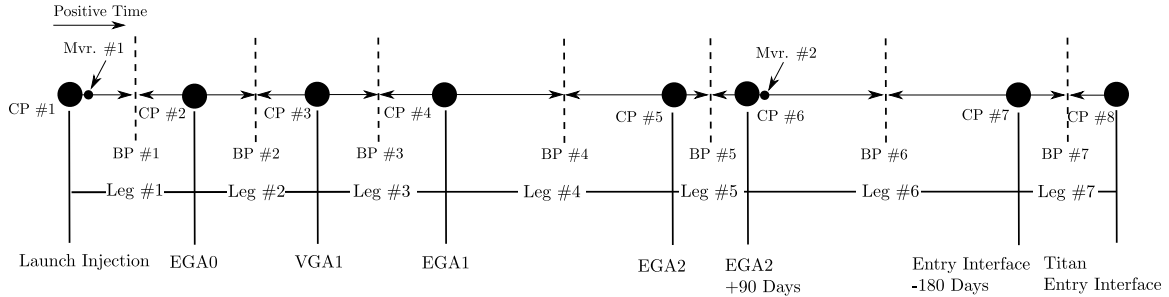 Positive Time
Mvr. #1
Mvr. #2
CP #1
CP #2
CP #3
CP #4
CP #5
CP #6
CP #7
CP #8
BP #1
BP #2
BP #3
BP #4
BP #5
BP #6
BP #7
Leg #1
Leg #2
Leg #3
Leg #4
Leg #5
Leg #6
Leg #7
Launch Injection
EGA0
VGA1
EGA1
EGA2
EGA2
+90 Days
Entry Interface
-180 Days
Titan
Entry Interface